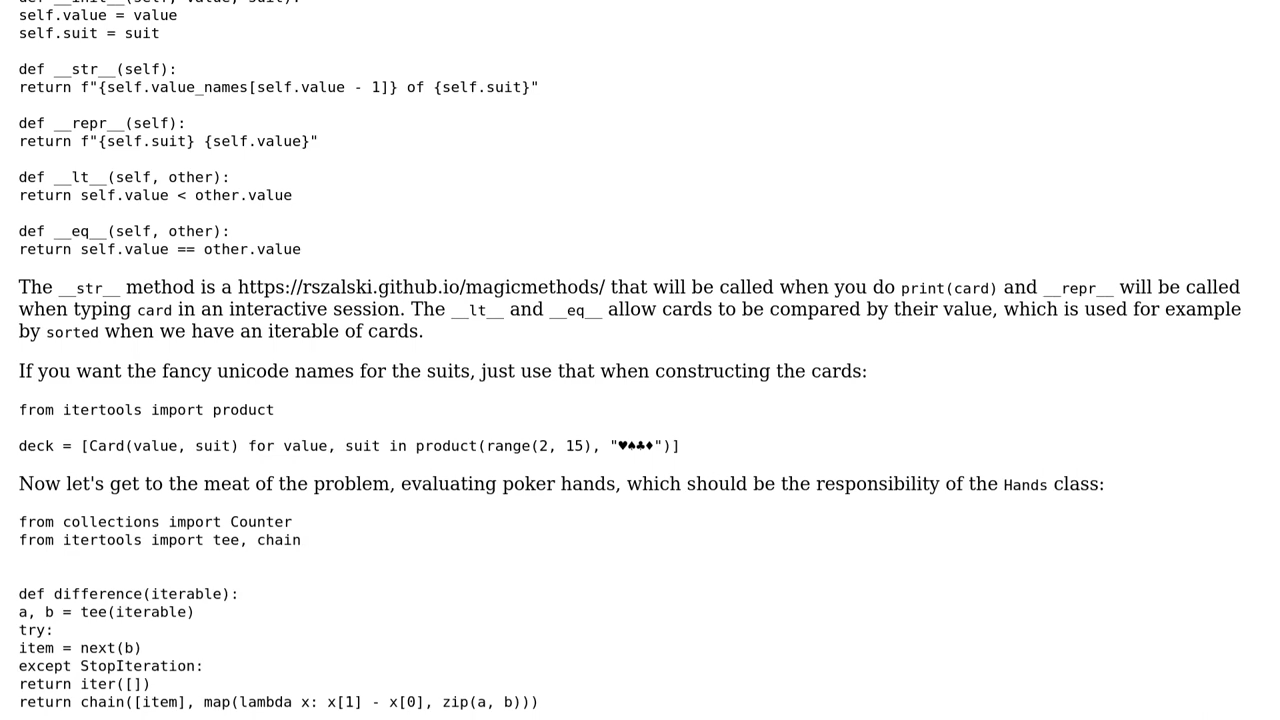 def __init__(self, value, suit):
self.value = value
self.suit = suit
def __str__(self):
return f"{self.value_names[self.value - 1]} of {self.suit}"
def __repr__(self):
return f"{self.suit} {self.value}"
def __lt__(self, other):
return self.value < other.value
def __eq__(self, other):
return self.value == other.value
The __str__ method is a https://rszalski.github.io/magicmethods/ that will be called when you do print(card) and __repr__ will be called
when typing card in an interactive session. The __lt__ and __eq__ allow cards to be compared by their value, which is used for example
by sorted when we have an iterable of cards.
If you want the fancy unicode names for the suits, just use that when constructing the cards:
from itertools import product
deck = [Card(value, suit) for value, suit in product(range(2, 15), "♥♠♣♦")]
Now let's get to the meat of the problem, evaluating poker hands, which should be the responsibility of the Hands class:
from collections import Counter
from itertools import tee, chain
def difference(iterable):
a, b = tee(iterable)
try:
item = next(b)
except StopIteration:
return iter([])
return chain([item], map(lambda x: x[1] - x[0], zip(a, b)))